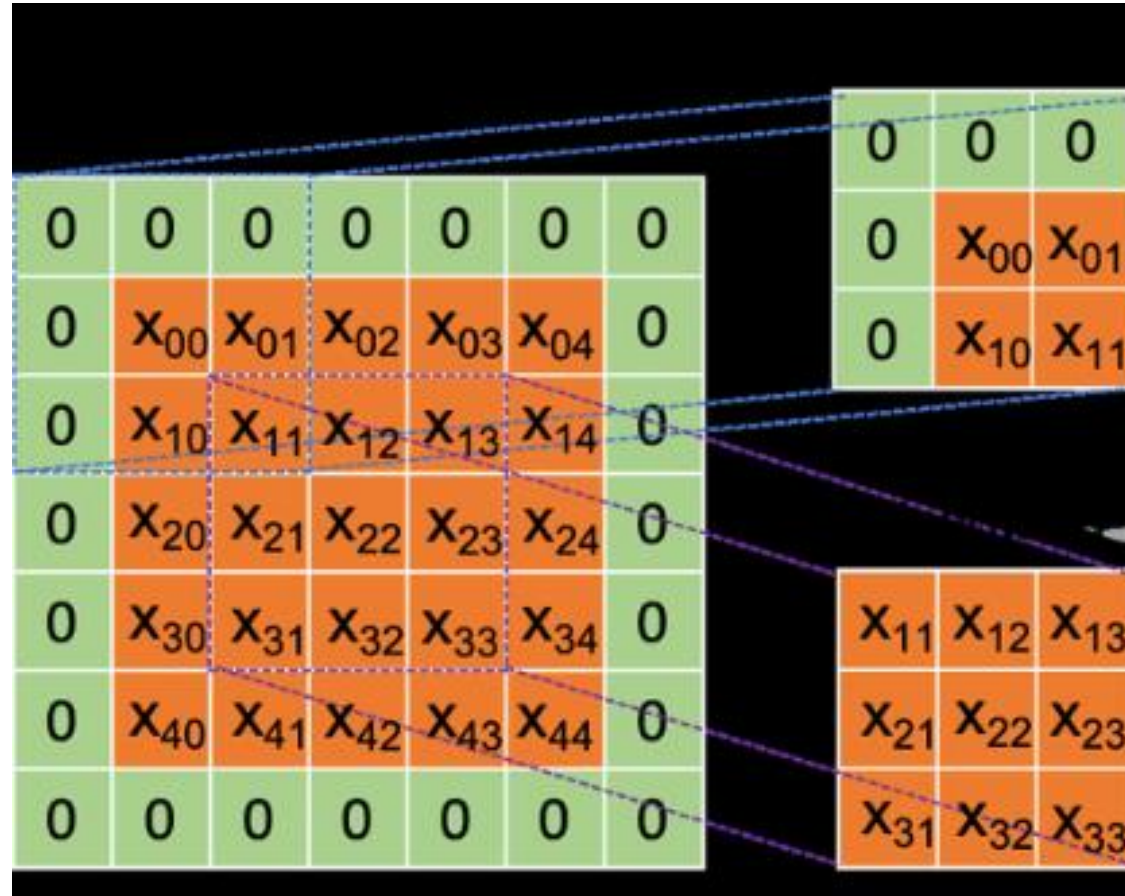 0 0 0 0 0 0 0
0 x₀₀ x₀₁ x₀₂ x₀₃ x₀₄ 0
0 x₁₀ x₁₁ x₁₂ x₁₃ x₁₄ 0
0 x₂₀ x₂₁ x₂₂ x₂₃ x₂₄ 0
0 x₃₀ x₃₁ x₃₂ x₃₃ x₃₄ 0
0 x₄₀ x₄₁ x₄₂ x₄₃ x₄₄ 0
0 0 0 0 0 0 0
0 0 0
0 x₀₀ x₀₁
0 x₁₀ x₁₁
x₁₁ x₁₂ x₁₃
x₂₁ x₂₂ x₂₃
x₃₁ x₃₂ x₃₃